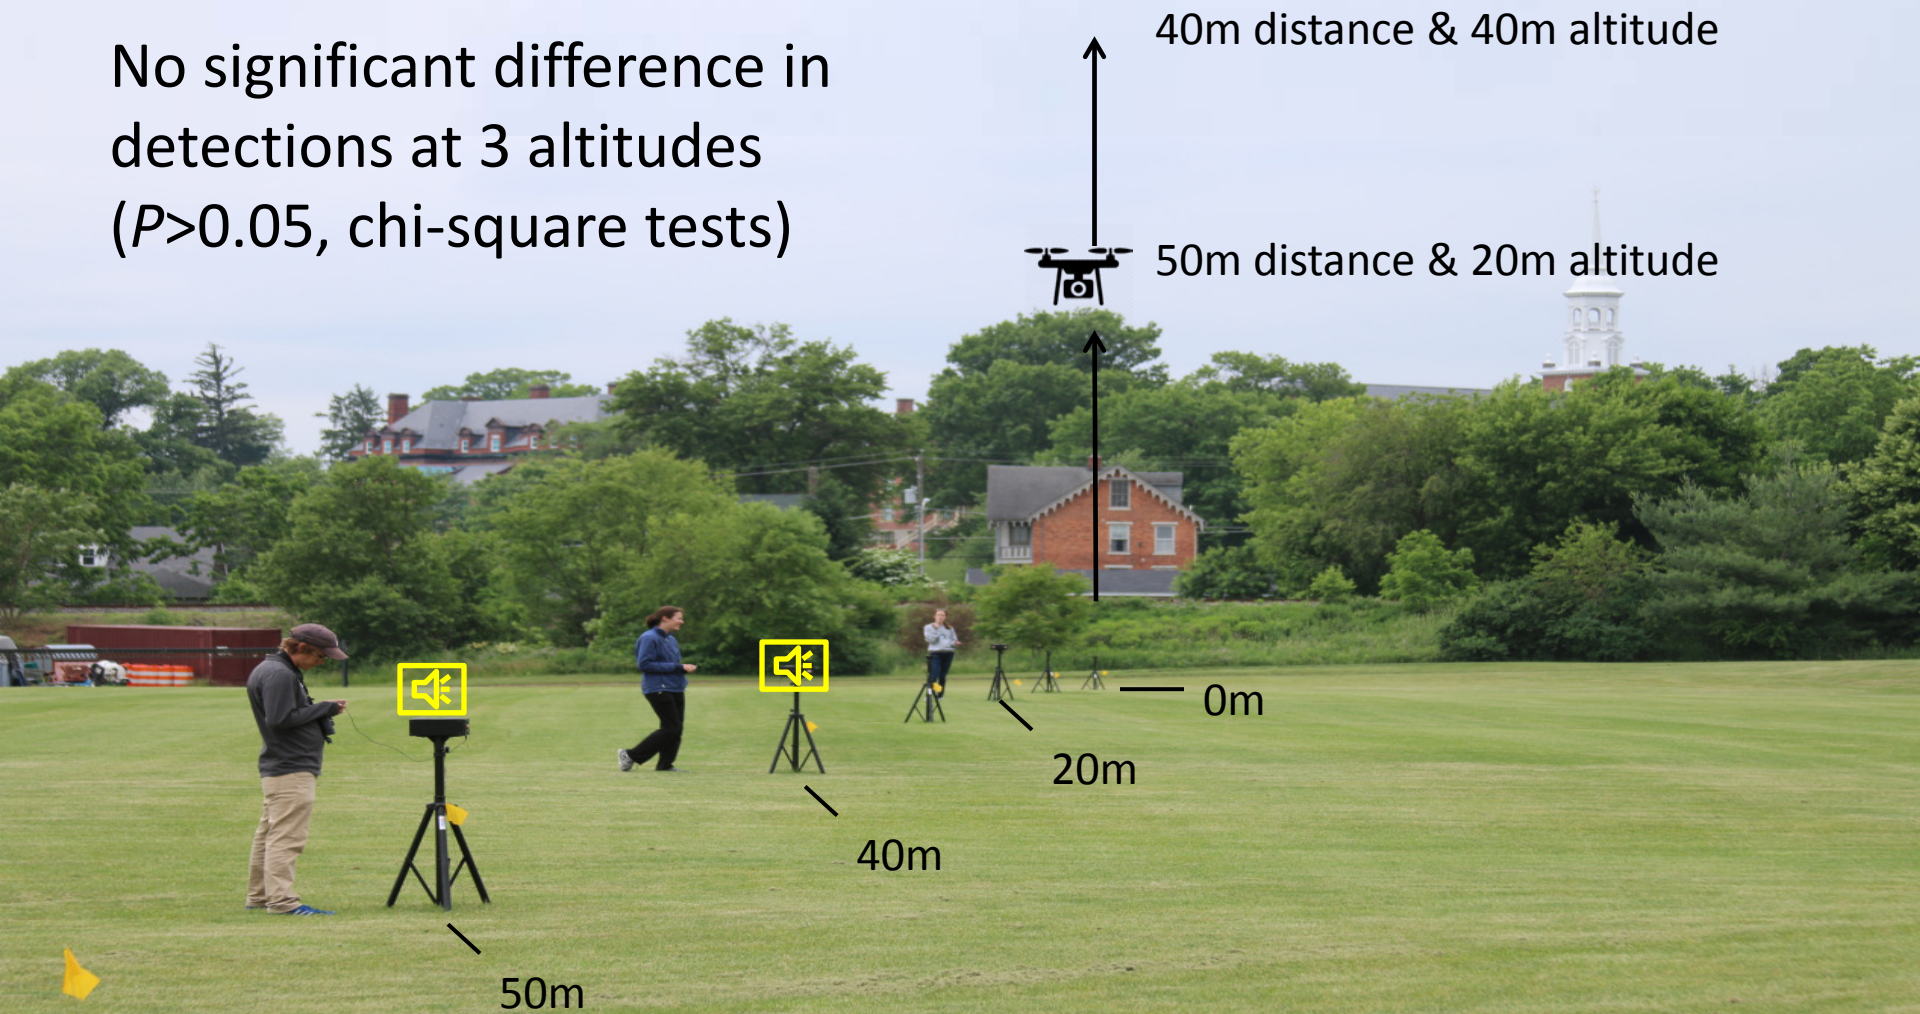 No significant difference in
detections at 3 altitudes
(P>0.05, chi-square tests)
40m distance & 40m altitude
50m distance & 20m altitude
0m
20m
40m
50m